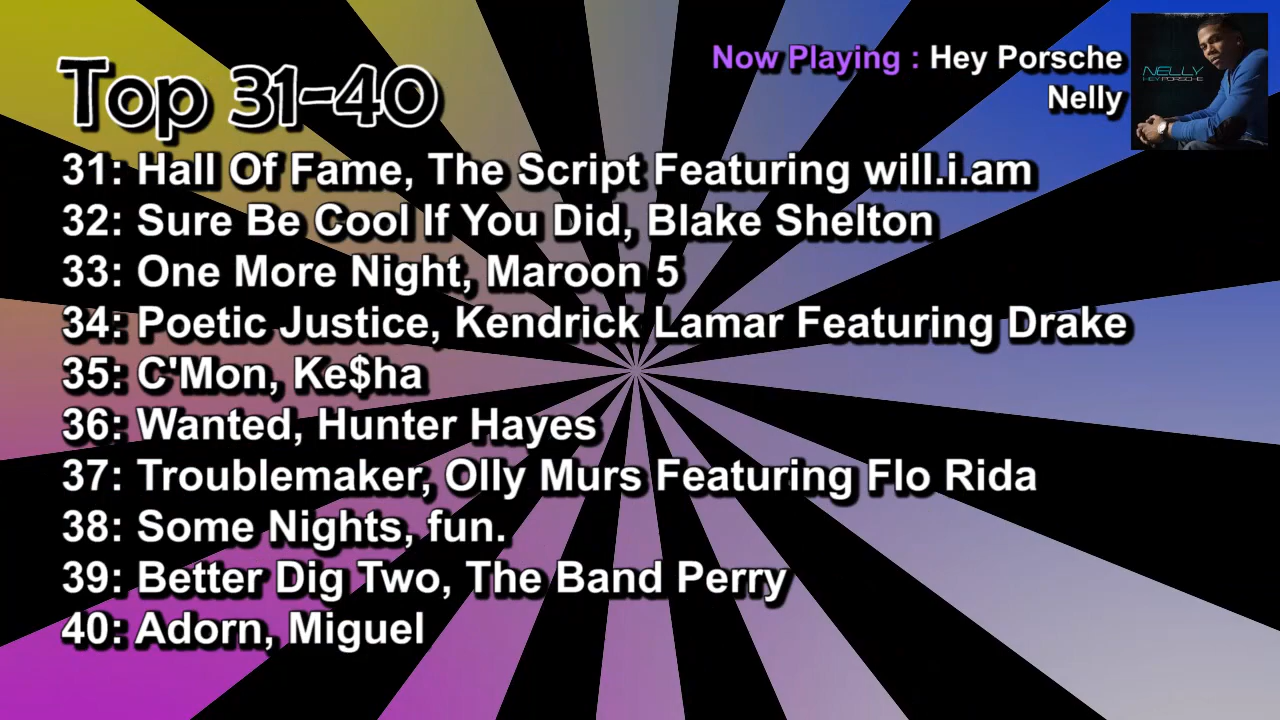 Top 31-40
Now Playing : Hey Porsche
Nelly
NELLY
HEY PORSCHE
31: Hall Of Fame, The Script Featuring will.i.am
32: Sure Be Cool If You Did, Blake Shelton
33: One More Night, Maroon 5
34: Poetic Justice, Kendrick Lamar Featuring Drake
35: C'Mon, Ke$ha
36: Wanted, Hunter Hayes
37: Troublemaker, Olly Murs Featuring Flo Rida
38: Some Nights, fun.
39: Better Dig Two, The Band Perry
40: Adorn, Miguel